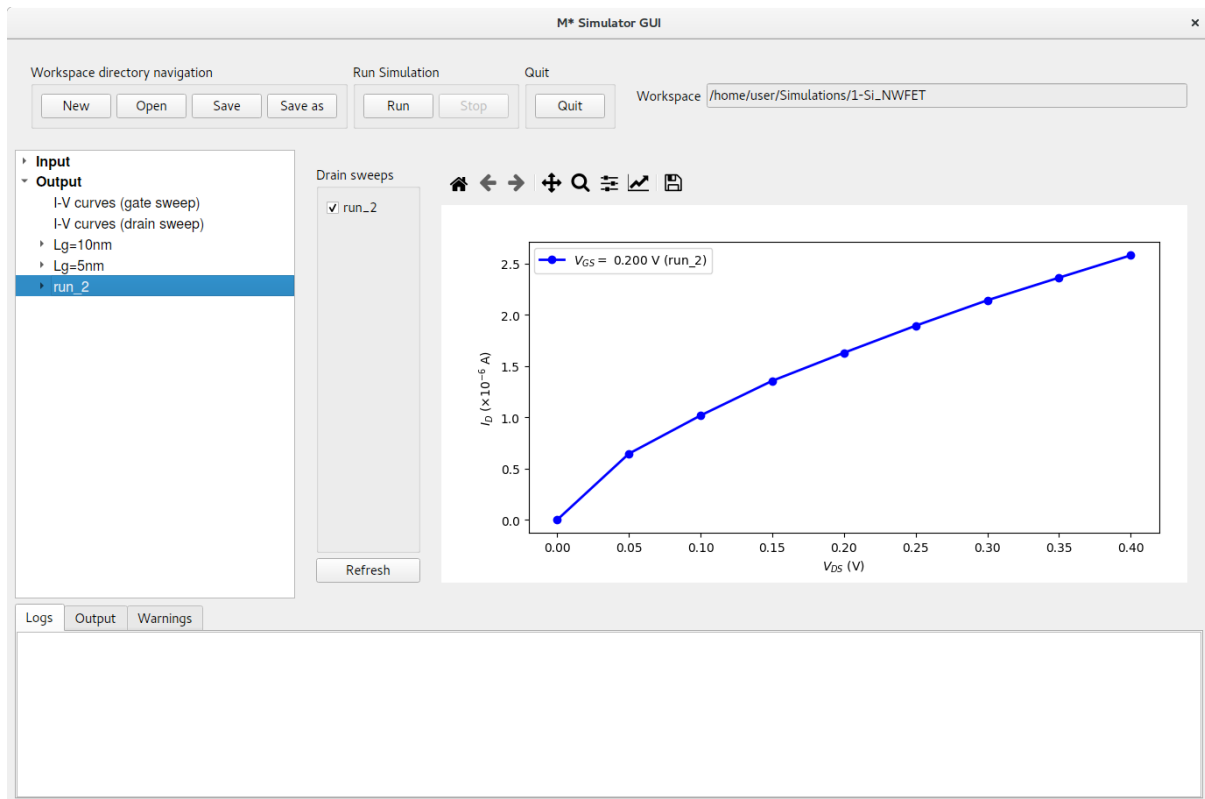 M* Simulator GUI
Workspace directory navigation
Run Simulation
Quit
New Open Save Save as
Run Stop
Quit
Workspace /home/user/Simulations/1-Si_NWFET
Input
Output
I-V curves (gate sweep)
I-V curves (drain sweep)
Lg=10nm
Lg=5nm
run_2
Drain sweeps
run_2
Refresh
V_GS = 0.200 V (run_2)
2.5
2.0
1.5
1.0
0.5
0.0
I_D (×10⁻⁶ A)
0.00 0.05 0.10 0.15 0.20 0.25 0.30 0.35 0.40
V_DS (V)
Logs Output Warnings